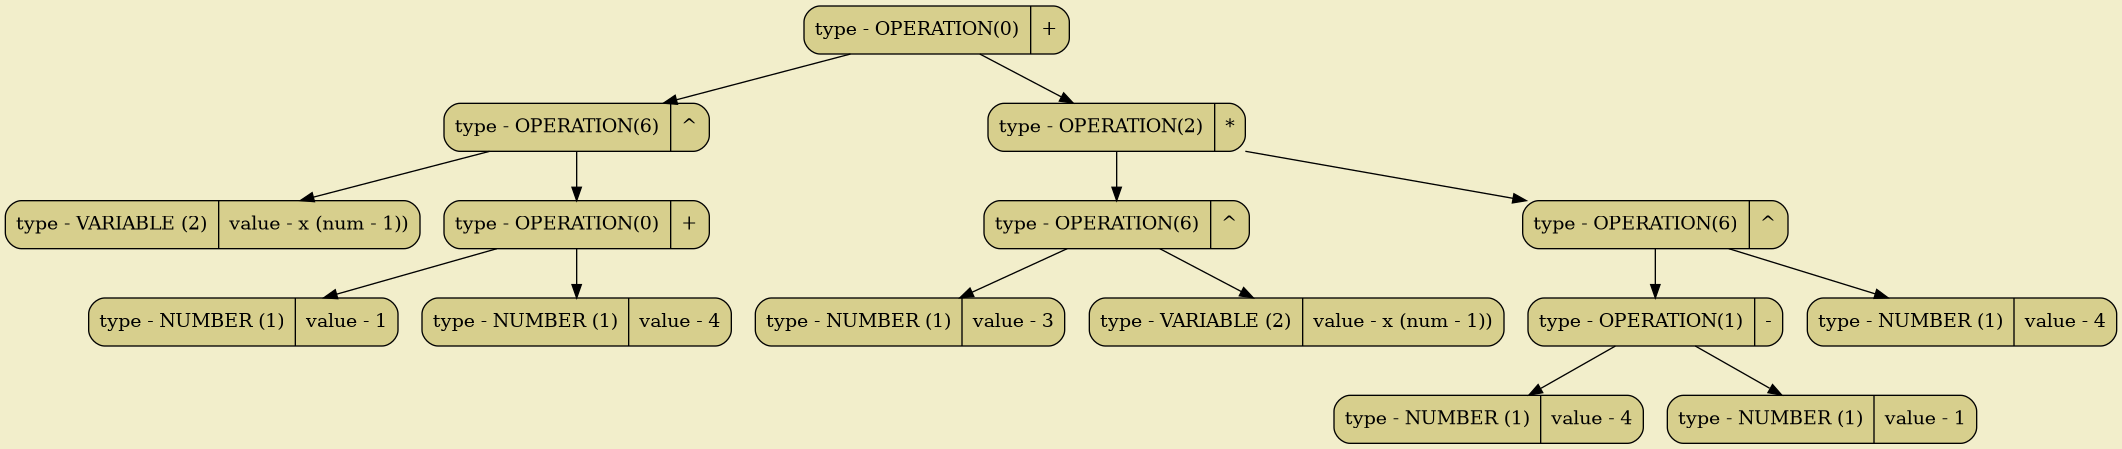 type - OPERATION(0) +
type - OPERATION(6) ^
type - OPERATION(2) *
type - VARIABLE (2) value - x (num - 1))
type - OPERATION(0) +
type - OPERATION(6) ^
type - OPERATION(6) ^
type - NUMBER (1) value - 1
type - NUMBER (1) value - 4
type - NUMBER (1) value - 3
type - VARIABLE (2) value - x (num - 1))
type - OPERATION(1) -
type - NUMBER (1) value - 4
type - NUMBER (1) value - 4
type - NUMBER (1) value - 1